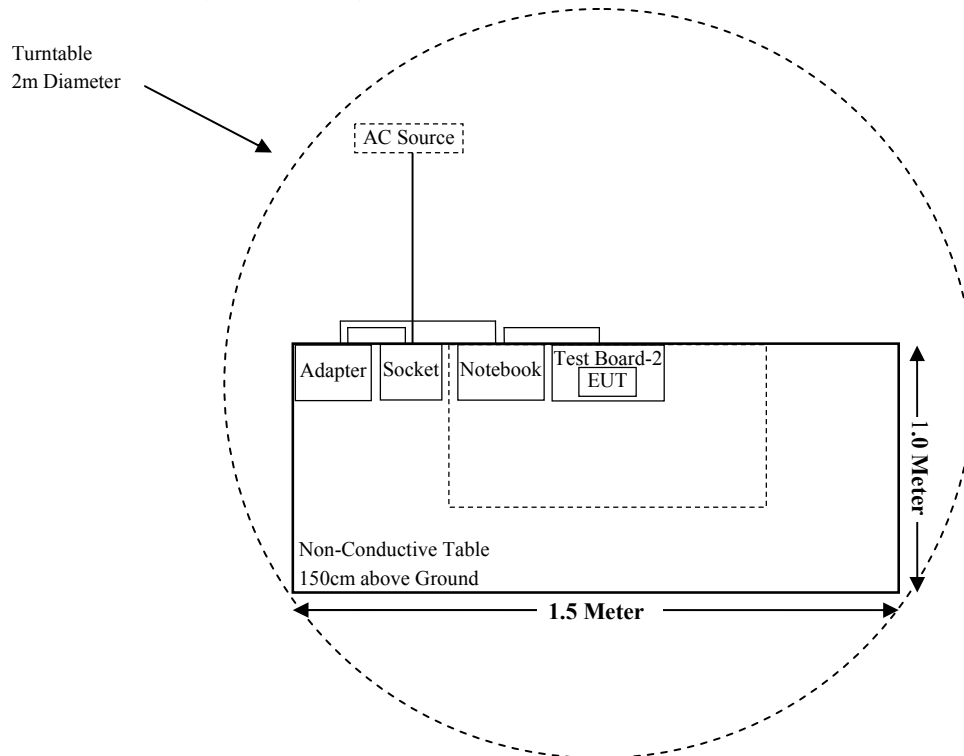 Turntable
2m Diameter
AC Source
Adapter
Socket
Notebook
Test Board-2
EUT
1.0 Meter
Non-Conductive Table
150cm above Ground
1.5 Meter